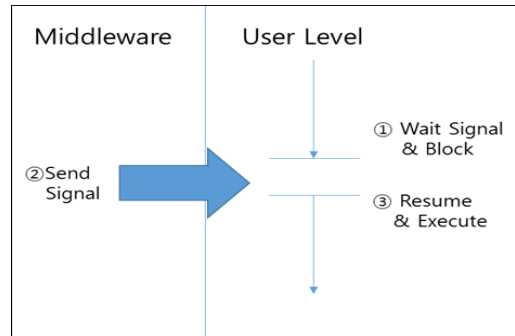 Middleware
User Level
① Wait Signal
& Block
②Send
Signal
③ Resume
& Execute